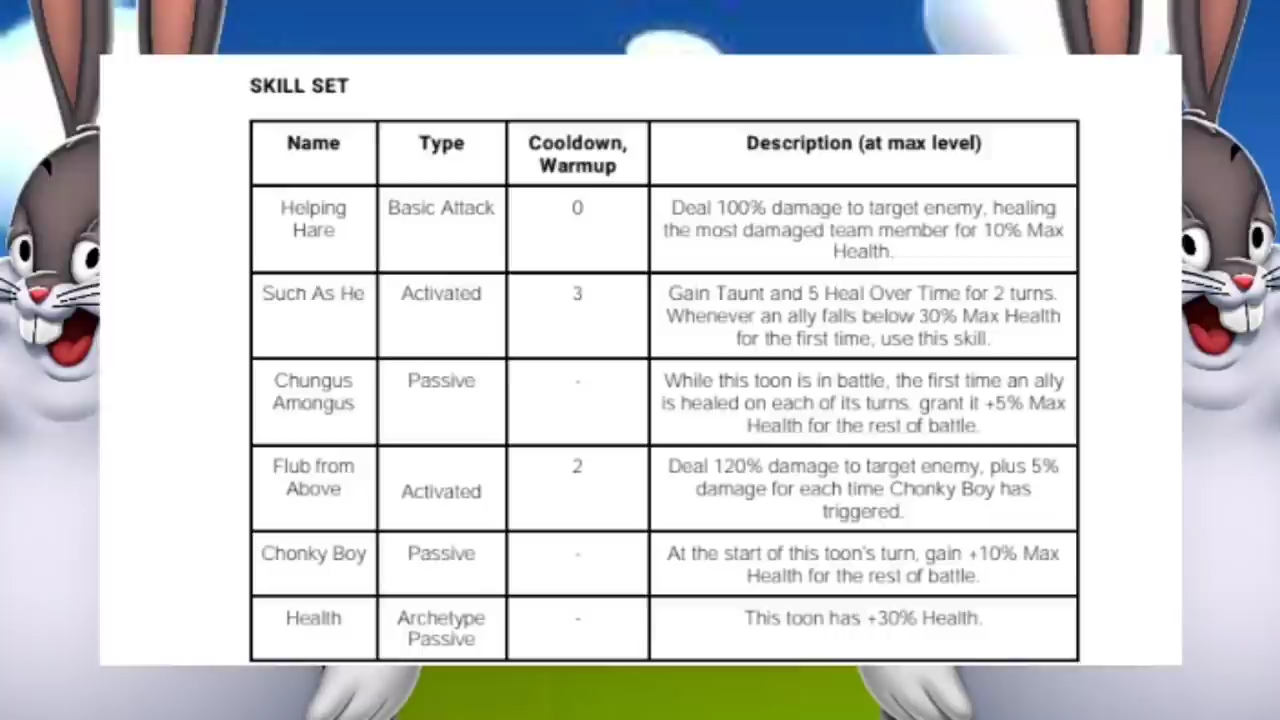 SKILL SET
Name Type Cooldown, Description (at max level)
Warmup
Helping Basic Attack 0 Deal 100% damage to target enemy, healing
Hare the most damaged team member for 10% Max
Health.
Such As He Activated 3 Gain Taunt and 5 Heal Over Time for 2 turns.
Whenever an ally falls below 30% Max Health
for the first time, use this skill.
Chungus Passive - While this toon is in battle, the first time an ally
Amongus is healed on each of its turns, grant it +5% Max
Health for the rest of battle.
Flub from 2 Deal 120% damage to target enemy, plus 5%
Above Activated damage for each time Chonky Boy has
triggered.
Chonky Boy Passive - At the start of this toon's turn, gain +10% Max
Health for the rest of battle.
Health Archetype - This toon has +30% Health.
Passive